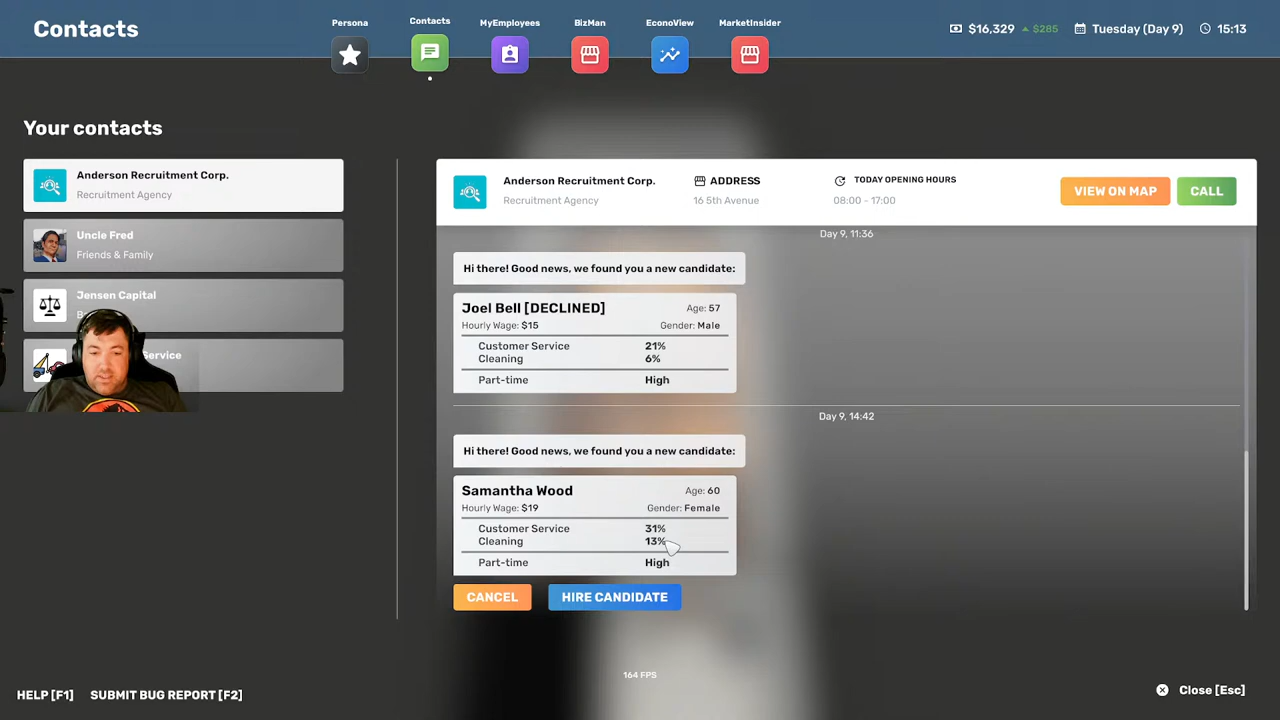 Contacts
Persona
Contacts
MyEmployees
BizMan
EconoView
MarketInsider
$16,329 ▲ $285
Tuesday (Day 9)
15:13
Your contacts
Anderson Recruitment Corp.
Recruitment Agency
Uncle Fred
Friends & Family
Jensen Capital
Service
Anderson Recruitment Corp.
Recruitment Agency
ADDRESS
16 5th Avenue
TODAY OPENING HOURS
08:00 - 17:00
VIEW ON MAP
CALL
Day 9, 11:36
Hi there! Good news, we found you a new candidate:
Joel Bell [DECLINED] Age: 57
Hourly Wage: $15 Gender: Male
Customer Service 21%
Cleaning 6%
Part-time High
Day 9, 14:42
Hi there! Good news, we found you a new candidate:
Samantha Wood Age: 60
Hourly Wage: $19 Gender: Female
Customer Service 31%
Cleaning 13%
Part-time High
CANCEL
HIRE CANDIDATE
164 FPS
HELP [F1]
SUBMIT BUG REPORT [F2]
Close [Esc]